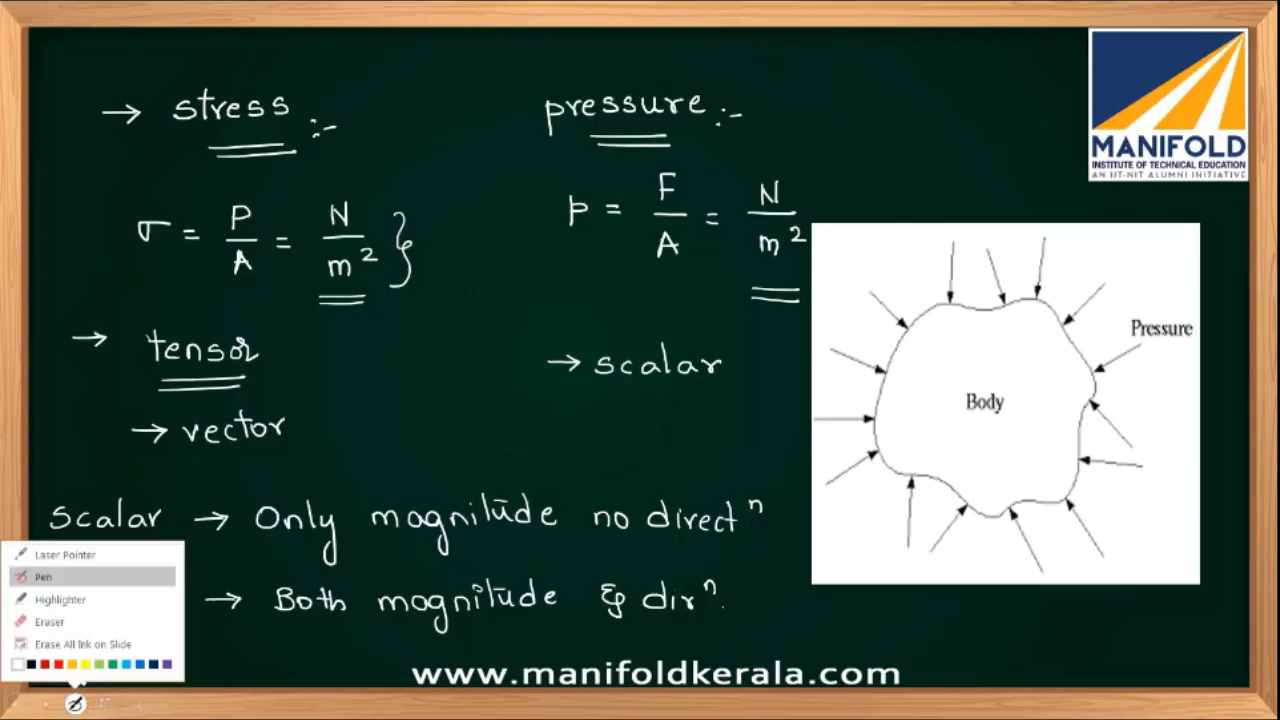 → stress :-
σ = P/A = N/m² }
→ tensor
→ vector
pressure :-
p = F/A = N/m²
→ scalar
scalar → Only magnitude no directⁿ
→ Both magnitude & dirⁿ.
Pressure
Body
MANIFOLD
INSTITUTE OF TECHNICAL EDUCATION
AN IIT-NIT ALUMNI INITIATIVE
Laser Pointer
Pen
Highlighter
Eraser
Erase All Ink on Slide
www.manifoldkerala.com